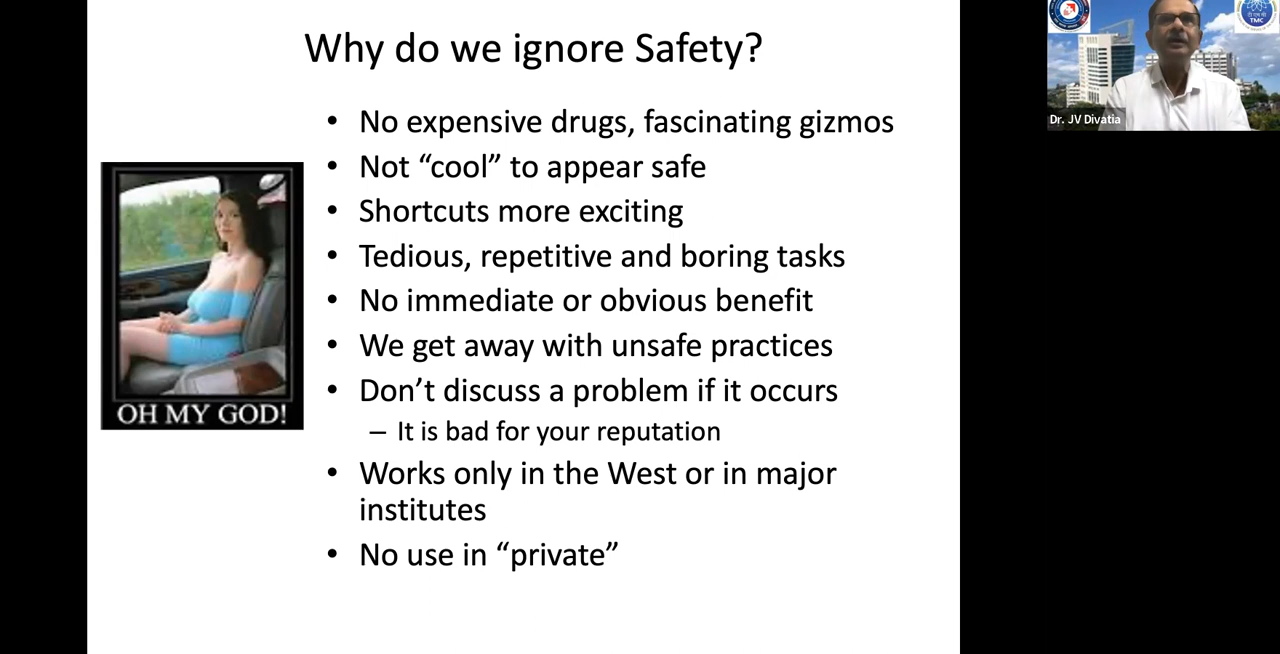 Why do we ignore Safety?
• No expensive drugs, fascinating gizmos
• Not “cool” to appear safe
• Shortcuts more exciting
• Tedious, repetitive and boring tasks
• No immediate or obvious benefit
• We get away with unsafe practices
• Don’t discuss a problem if it occurs
– It is bad for your reputation
• Works only in the West or in major
institutes
• No use in “private”
OH MY GOD!
TMC
Dr. JV Divatia